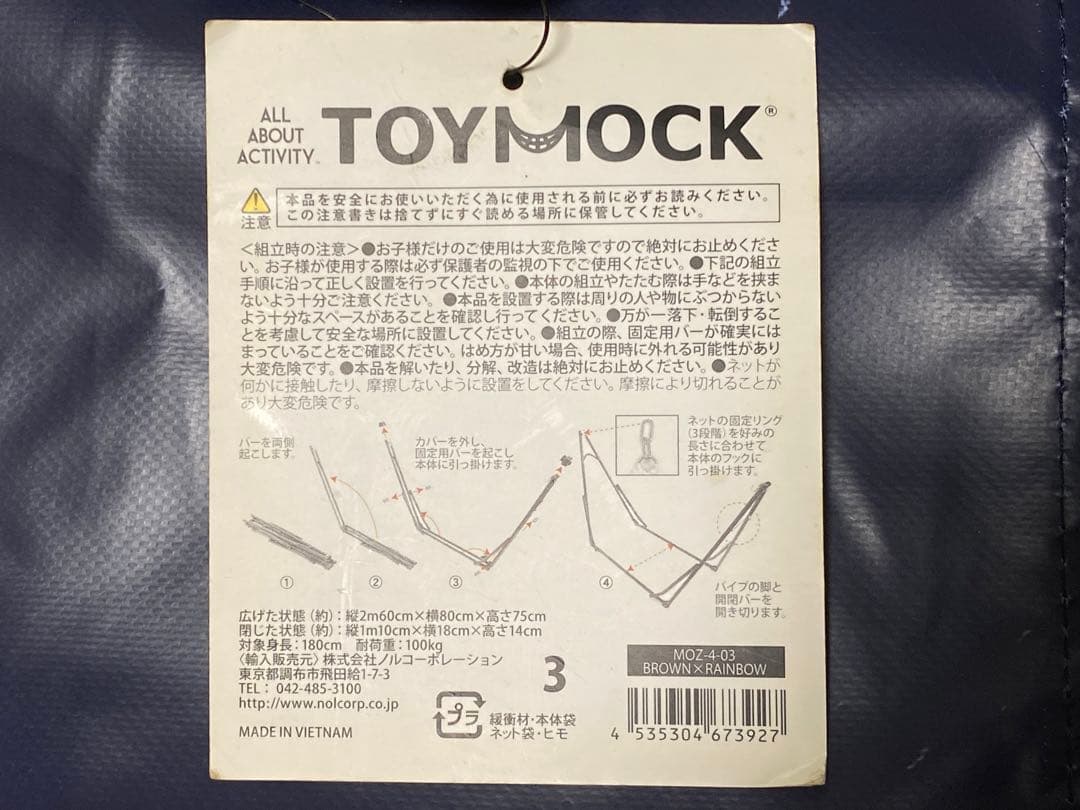 ALL
ABOUT
ACTIVITY™
TOYMOCK®
注意
本品を安全にお使いいただく為に使用される前に必ずお読みください。
この注意書きは捨てずにすぐ読める場所に保管してください。
<組立時の注意>●お子様だけのご使用は大変危険ですので絶対にお止めくださ
い。お子様が使用する際は必ず保護者の監視の下でご使用ください。●下記の組立
手順に沿って正しく設置を行ってください。●本体の組立やたたむ際は手などを挟ま
ないよう十分ご注意ください。●本品を設置する際は周りの人や物にぶつからない
よう十分なスペースがあることを確認し行ってください。●万が一落下・転倒するこ
とを考慮して安全な場所に設置してください。●組立の際、固定用バーが確実には
まっていることをご確認ください。はめ方が甘い場合、使用時に外れる可能性があり
大変危険です。●本品を解いたり、分解、改造は絶対にお止めください。●ネットが
何かに接触したり、摩擦しないように設置をしてください。摩擦により切れることが
あり大変危険です。
バーを両側
起こします。
カバーを外し、
固定用バーを起こし
本体に引っ掛けます。
ネットの固定リング
(3段階)を好みの
長さに合わせて
本体のフックに
引っ掛けます。
① ② ③ ④
パイプの脚と
開閉バーを
開き切ります。
広げた状態(約):縦2m60cm×横80cm×高さ75cm
閉じた状態(約):縦1m10cm×横18cm×高さ14cm
対象身長:180cm 耐荷重:100kg
〈輸入販売元〉株式会社ノルコーポレーション
東京都調布市飛田給1-7-3
TEL: 042-485-3100
http://www.nolcorp.co.jp
MADE IN VIETNAM
3
プラ
緩衝材・本体袋
ネット袋・ヒモ
MOZ-4-03
BROWN×RAINBOW
4 535304 673927